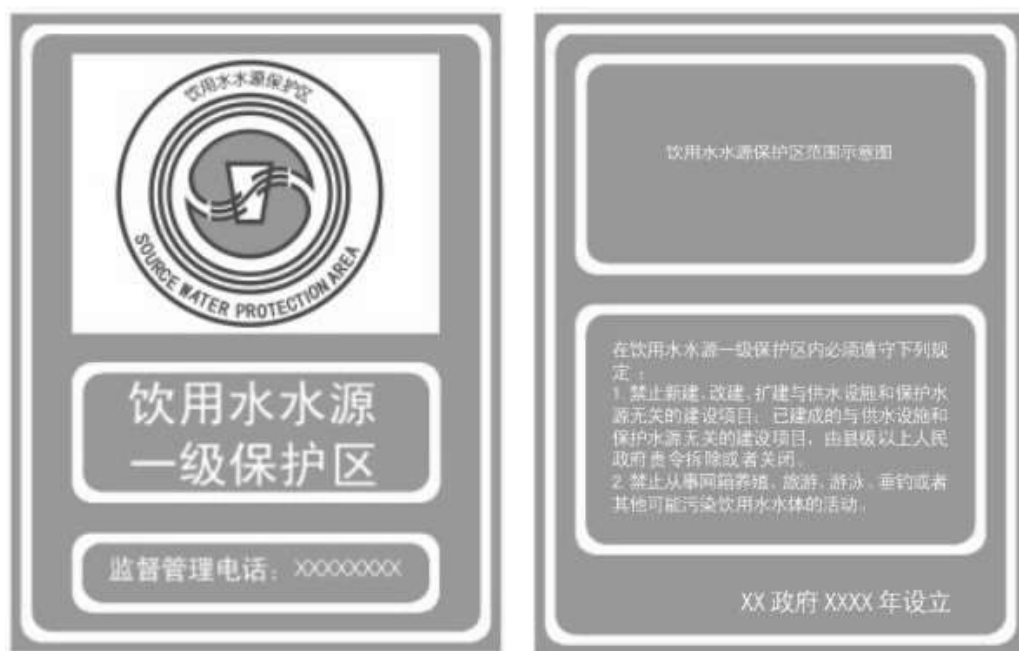 饮用水水源保护区
SOURCE WATER PROTECTION AREA
饮用水水源
一级保护区
监督管理电话：XXXXXXXX
饮用水水源保护区范围示意图
在饮用水水源一级保护区内必须遵守下列规
定：
1. 禁止新建、改建、扩建与供水设施和保护水
源无关的建设项目；已建成的与供水设施和
保护水源无关的建设项目，由县级以上人民
政府责令拆除或者关闭。
2. 禁止从事网箱养殖、旅游、游泳、垂钓或者
其他可能污染饮用水水体的活动。
XX 政府 XXXX 年设立